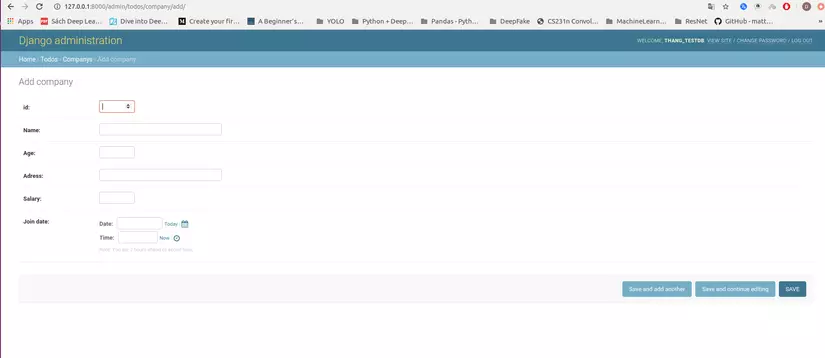 127.0.0.1:8000/admin/todos/company/add/
Apps Sách Deep Lea... Dive into Dee... Create your fir... A Beginner's... YOLO Python + Deep... Pandas - Pyth... DeepFake CS231n Convol... MachineLearn... ResNet GitHub - matt...
Django administration
WELCOME, THANG_TESTDB. VIEW SITE / CHANGE PASSWORD / LOG OUT
Home › Todos › Companys › Add company
Add company
id:
Name:
Age:
Adress:
Salary:
Join date:
Date: Today
Time: Now
Note: You are 7 hours ahead of server time.
Save and add another Save and continue editing SAVE